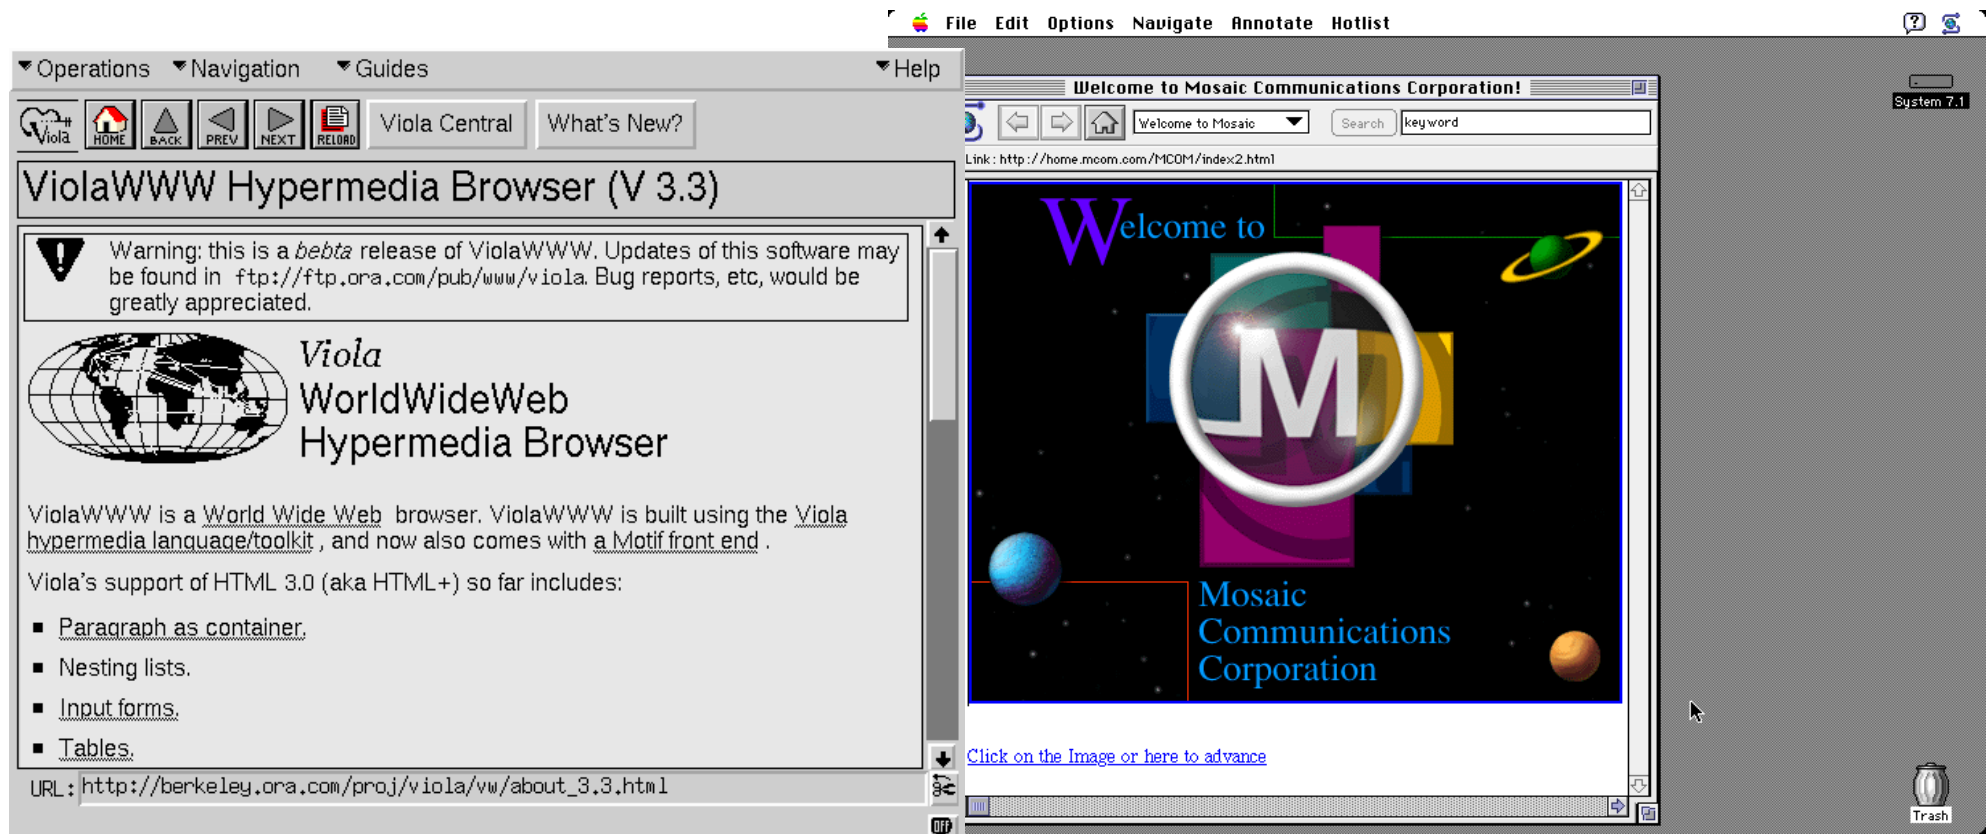 Operations Navigation Guides Help
Viola HOME BACK PREV NEXT RELOAD Viola Central What's New?
ViolaWWW Hypermedia Browser (V 3.3)
Warning: this is a bebta release of ViolaWWW. Updates of this software may
be found in ftp://ftp.ora.com/pub/www/viola. Bug reports, etc, would be
greatly appreciated.
Viola
WorldWideWeb
Hypermedia Browser
ViolaWWW is a World Wide Web browser. ViolaWWW is built using the Viola
hypermedia language/toolkit , and now also comes with a Motif front end .
Viola's support of HTML 3.0 (aka HTML+) so far includes:
Paragraph as container.
Nesting lists.
Input forms.
Tables.
URL: http://berkeley.ora.com/proj/viola/vw/about_3.3.html
OFF
File Edit Options Navigate Annotate Hotlist
System 7.1
Welcome to Mosaic Communications Corporation!
Welcome to Mosaic Search keyword
Link: http://home.mcom.com/MCOM/index2.html
Welcome to
M
Mosaic
Communications
Corporation
Click on the Image or here to advance
Trash